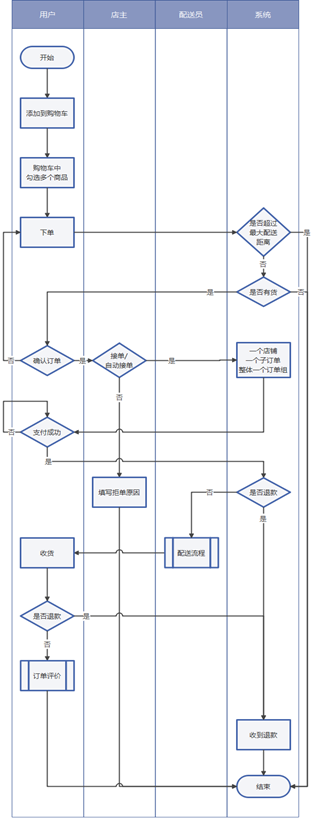 用户
店主
配送员
系统
开始
添加到购物车
购物车中
勾选多个商品
下单
是否超过
最大配送
距离
是
否
是否有货
是
否
确认订单
否
是
接单/
自动接单
是
否
一个店铺
一个子订单
整体一个订单组
支付成功
否
是
填写拒单原因
是否退款
否
是
配送流程
收货
是否退款
是
否
订单评价
收到退款
结束